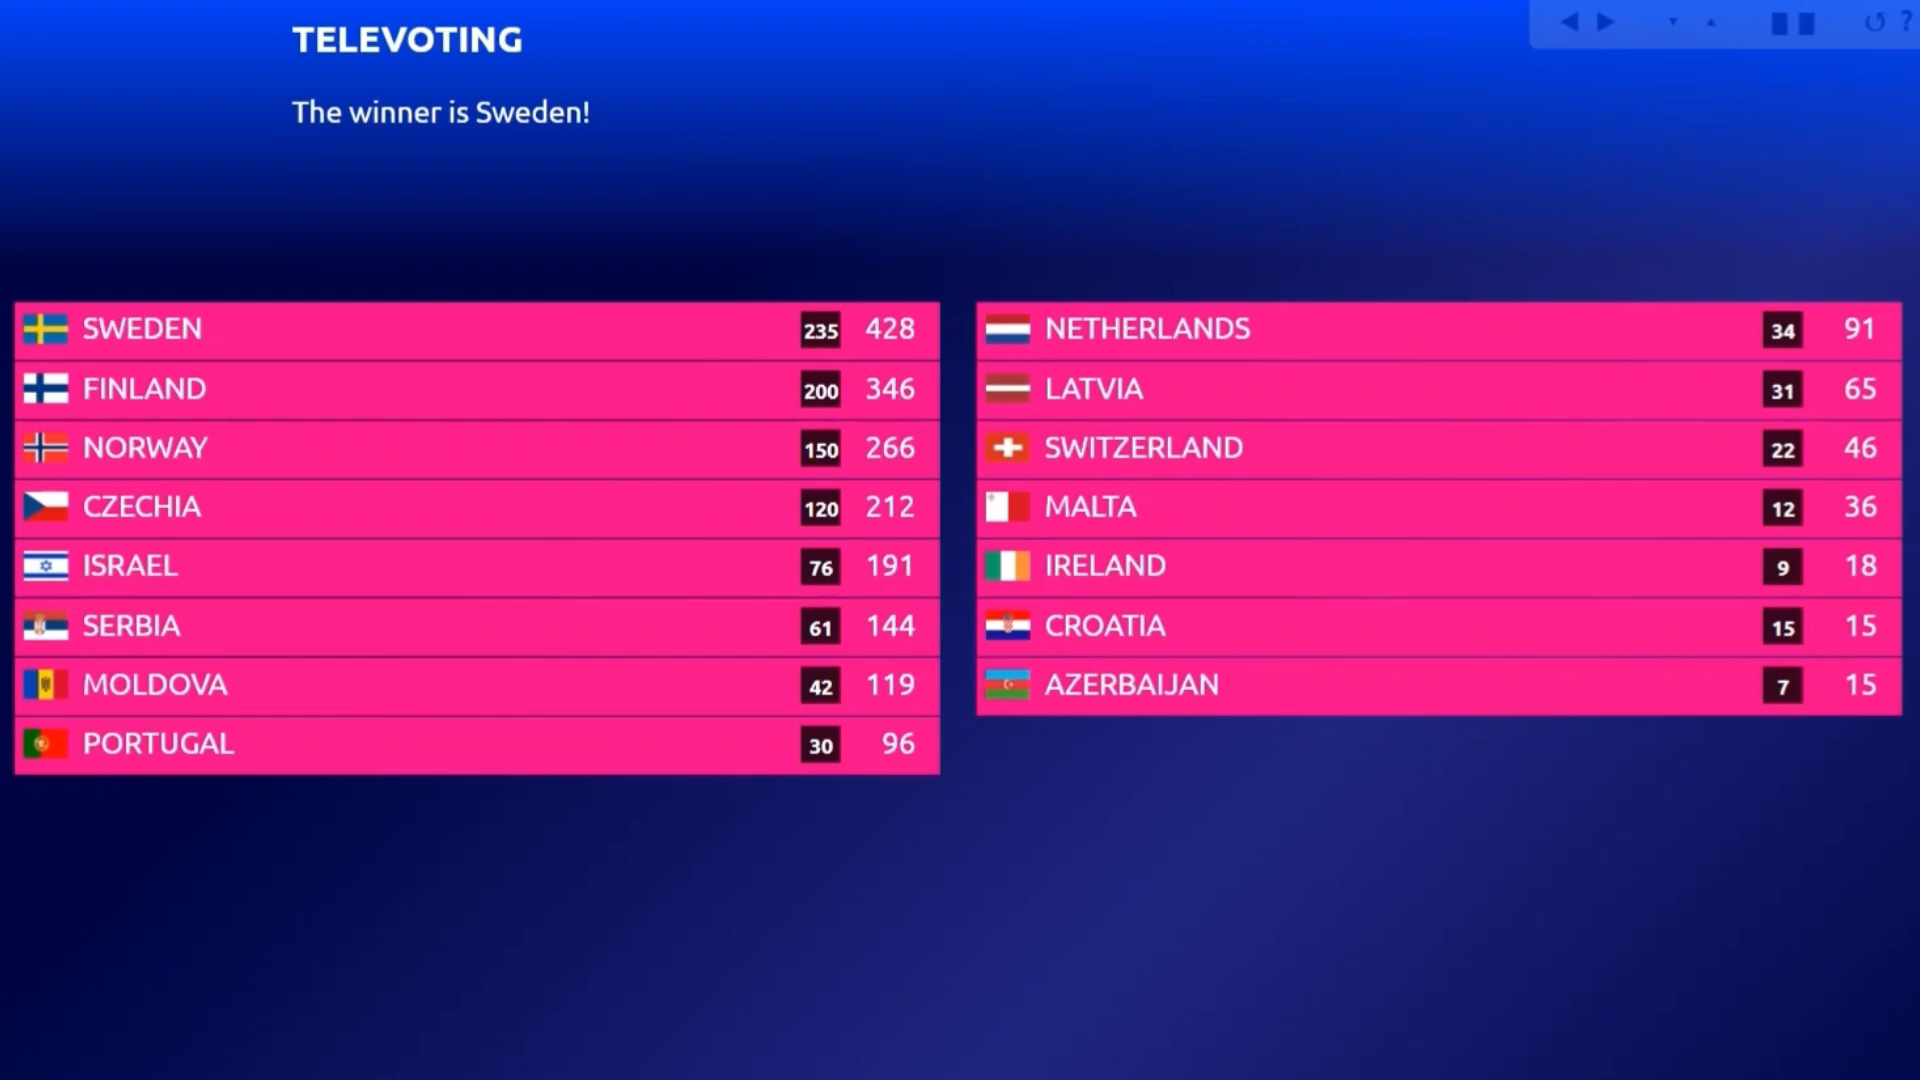 TELEVOTING
The winner is Sweden!
SWEDEN 235 428
FINLAND 200 346
NORWAY 150 266
CZECHIA 120 212
ISRAEL 76 191
SERBIA 61 144
MOLDOVA 42 119
PORTUGAL 30 96
NETHERLANDS 34 91
LATVIA 31 65
SWITZERLAND 22 46
MALTA 12 36
IRELAND 9 18
CROATIA 15 15
AZERBAIJAN 7 15
?